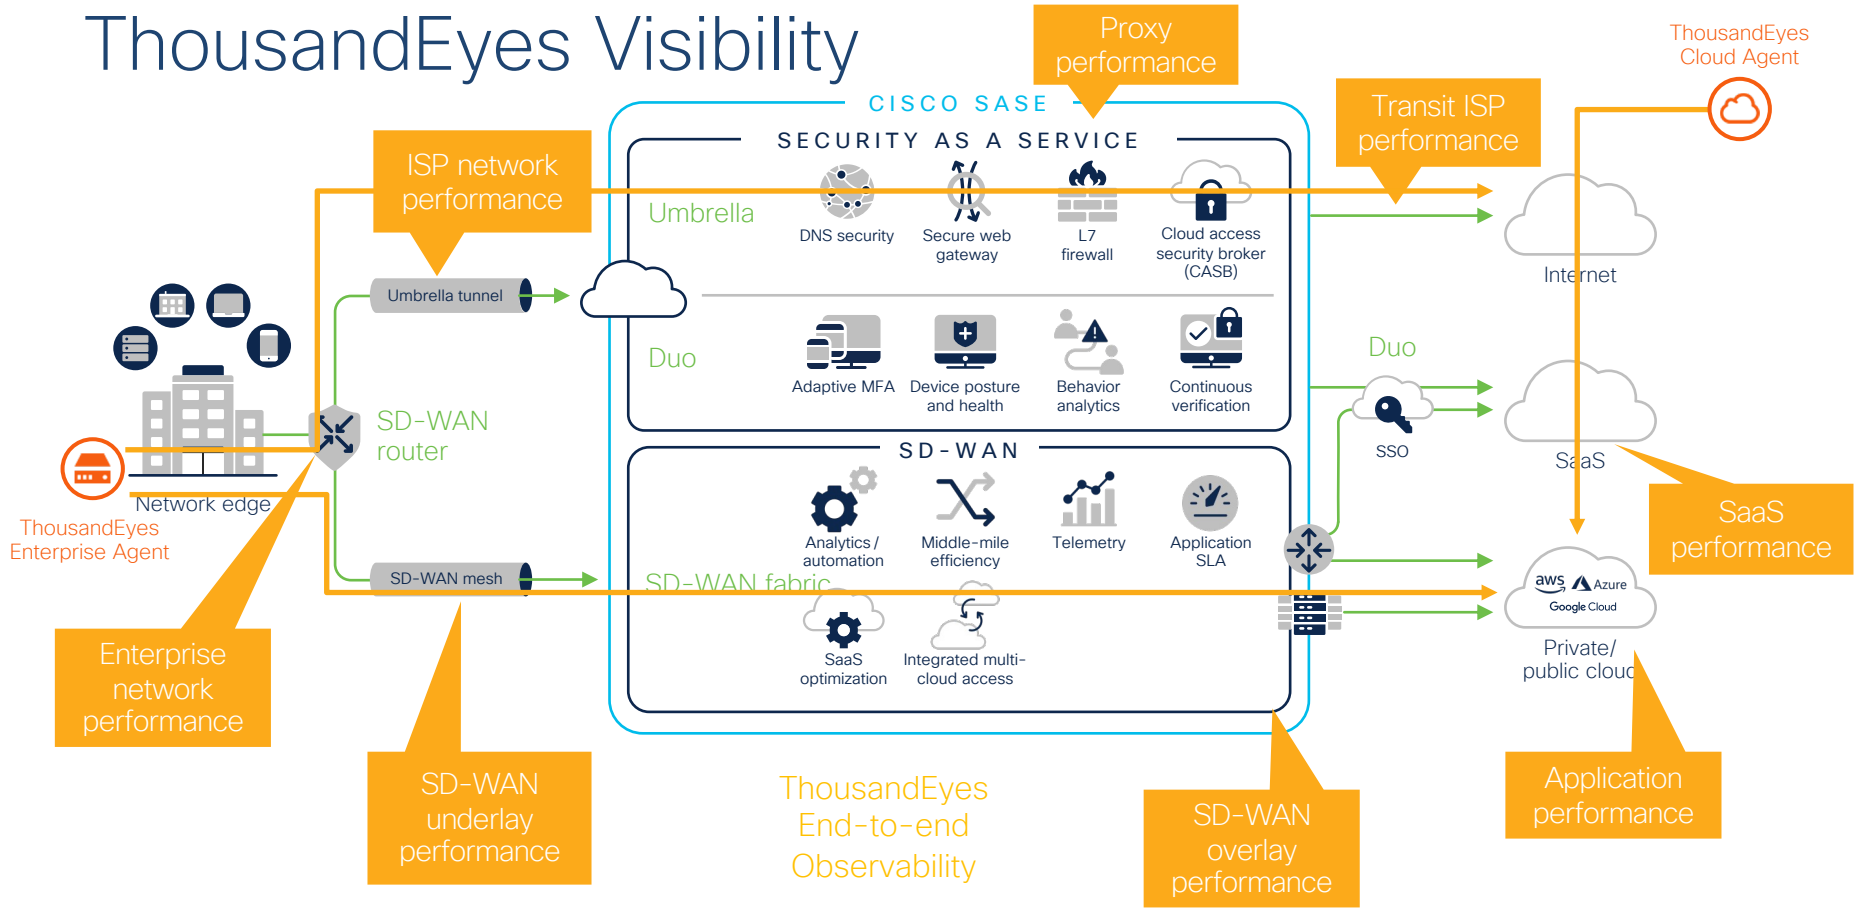 ThousandEyes Visibility
Proxy
performance
ThousandEyes
Cloud Agent
CISCO SASE
Transit ISP
performance
SECURITY AS A SERVICE
ISP network
performance
Umbrella
DNS security
Secure web
gateway
L7
firewall
Cloud access
security broker
(CASB)
Internet
Umbrella tunnel
Duo
Adaptive MFA
Device posture
and health
Behavior
analytics
Continuous
verification
Duo
SSO
SaaS
SD-WAN
router
SD-WAN
Network edge
ThousandEyes
Enterprise Agent
Analytics /
automation
Middle-mile
efficiency
Telemetry
Application
SLA
SaaS
performance
SD-WAN mesh
SD-WAN fabric
aws
Azure
Google Cloud
SaaS
optimization
Integrated multi-
cloud access
Private/
public cloud
Enterprise
network
performance
SD-WAN
underlay
performance
ThousandEyes
End-to-end
Observability
SD-WAN
overlay
performance
Application
performance